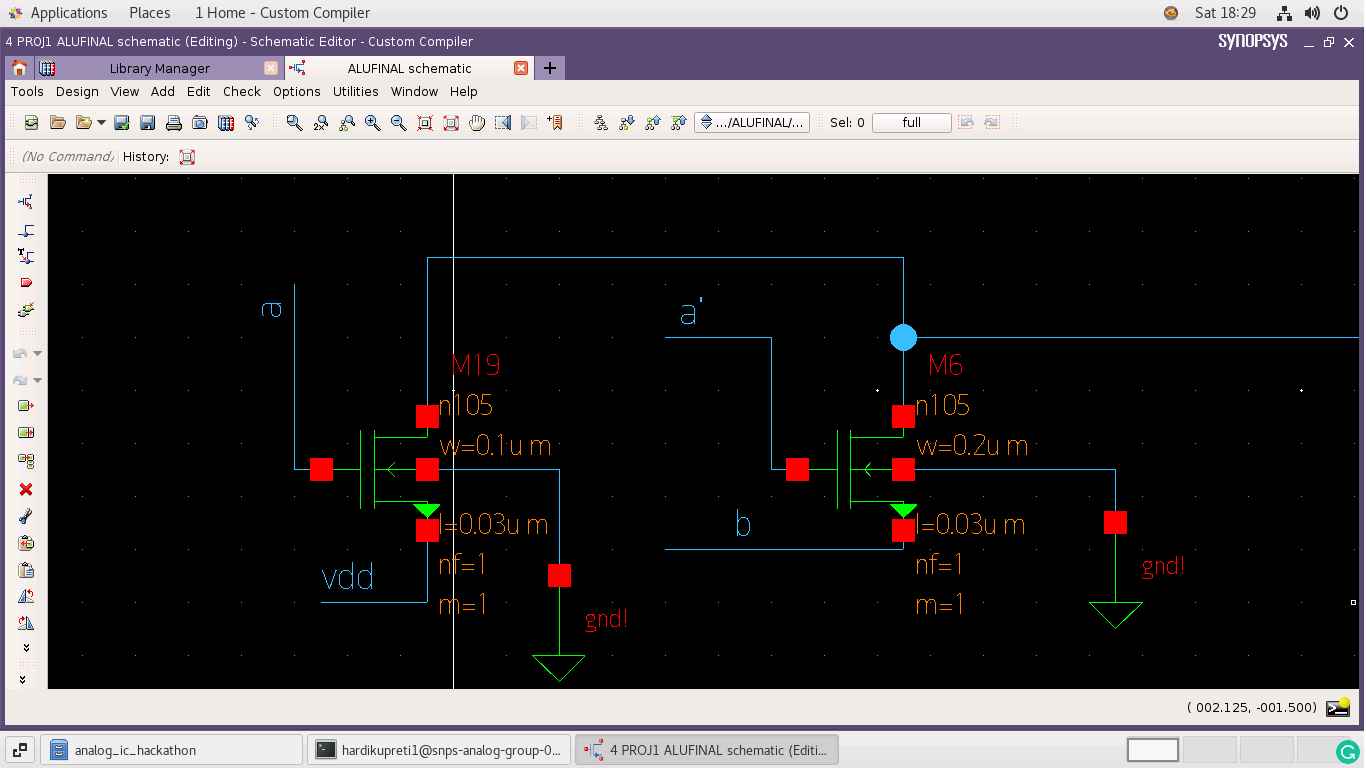 Applications Places 1 Home - Custom Compiler Sat 18:29
4 PROJ1 ALUFINAL schematic (Editing) - Schematic Editor - Custom Compiler SYNOPSYS
Library Manager ALUFINAL schematic
Tools Design View Add Edit Check Options Utilities Window Help
.../ALUFINAL/... Sel: 0 full
(No Command) History:
a
a'
M19 M6
n105 n105
w=0.1u m w=0.2u m
b
l=0.03u m l=0.03u m
vdd
nf=1 nf=1
gnd!
m=1 m=1
gnd!
( 002.125, -001.500)
analog_ic_hackathon hardikupreti1@snps-analog-group-0... 4 PROJ1 ALUFINAL schematic (Editi...